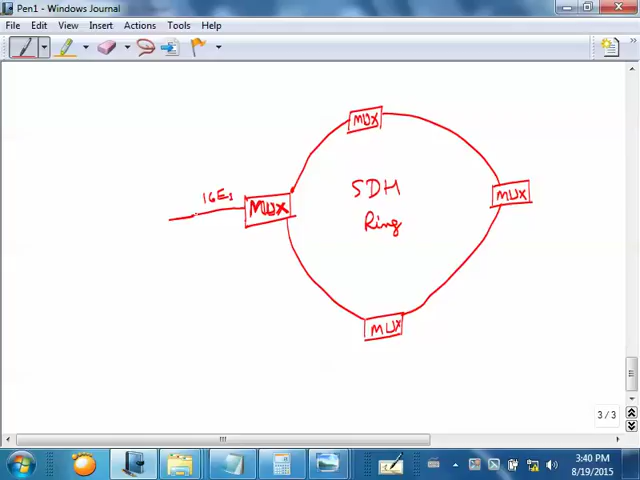 Pen1 - Windows Journal
File Edit View Insert Actions Tools Help
MUX
16E1
MUX
SDH
Ring
MUX
MUX
3 / 3
3:40 PM
8/19/2015